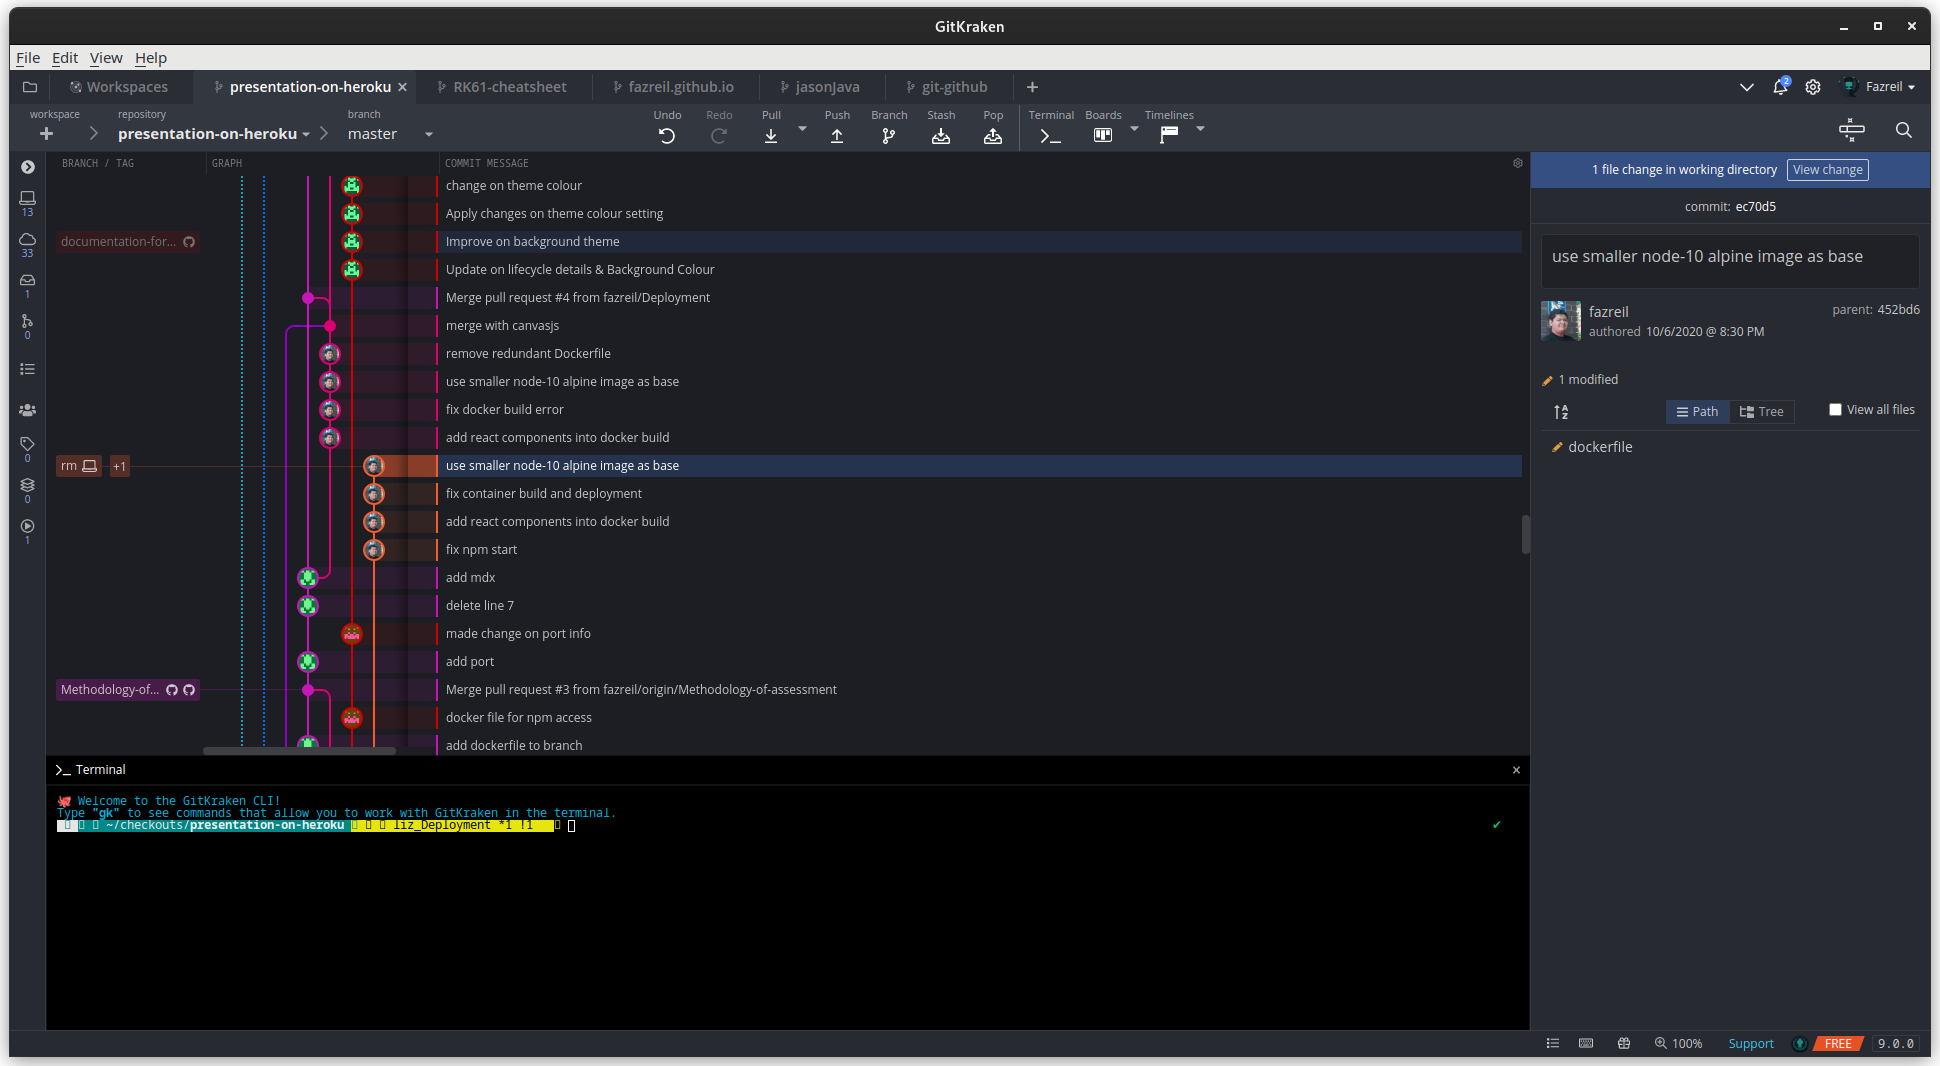 GitKraken
File Edit View Help
Workspaces
presentation-on-heroku
RK61-cheatsheet
fazreil.github.io
jasonJava
git-github
2
Fazreil
workspace
repository
presentation-on-heroku
branch
master
Undo Redo Pull Push Branch Stash Pop Terminal Boards Timelines
13
33
1
0
0
0
1
BRANCH / TAG GRAPH COMMIT MESSAGE
change on theme colour
Apply changes on theme colour setting
documentation-for... Improve on background theme
Update on lifecycle details & Background Colour
Merge pull request #4 from fazreil/Deployment
merge with canvasjs
remove redundant Dockerfile
use smaller node-10 alpine image as base
fix docker build error
add react components into docker build
rm +1 use smaller node-10 alpine image as base
fix container build and deployment
add react components into docker build
fix npm start
add mdx
delete line 7
made change on port info
add port
Methodology-of... Merge pull request #3 from fazreil/origin/Methodology-of-assessment
docker file for npm access
add dockerfile to branch
>_ Terminal
Welcome to the GitKraken CLI!
Type "gk" to see commands that allow you to work with GitKraken in the terminal.
~/checkouts/presentation-on-heroku liz_Deployment *1 !1
1 file change in working directory View change
commit: ec70d5
use smaller node-10 alpine image as base
fazreil
authored 10/6/2020 @ 8:30 PM
parent: 452bd6
1 modified
Path Tree View all files
dockerfile
100% Support FREE 9.0.0